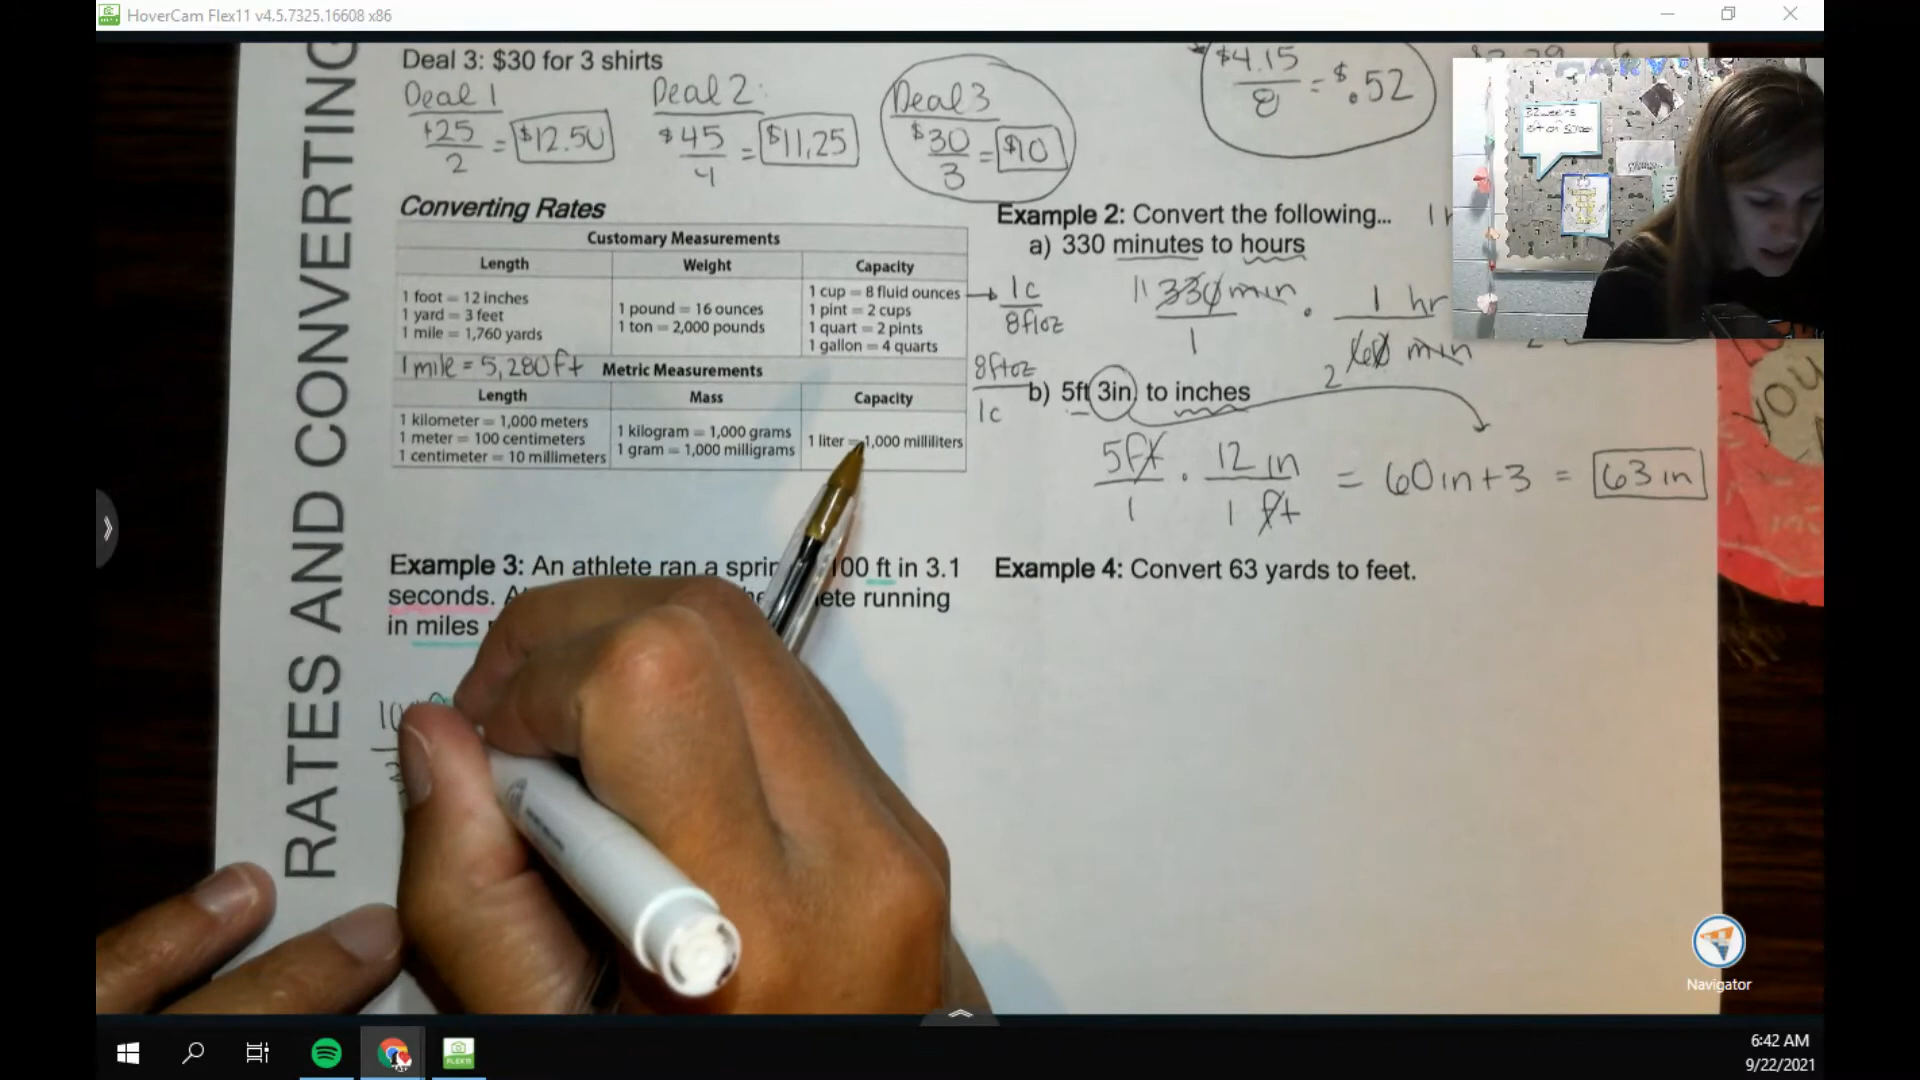 HoverCam Flex11 v4.5.7325.16608 x86
RATES AND CONVERTING
Deal 3: $30 for 3 shirts
Deal 1
$25
2
= $12.50
Deal 2:
$45
4
= $11.25
Deal 3
$30
3
= $10
$4.15
8
= $.52
Converting Rates
Customary Measurements
Length Weight Capacity
1 foot = 12 inches
1 yard = 3 feet
1 mile = 1,760 yards
1 pound = 16 ounces
1 ton = 2,000 pounds
1 cup = 8 fluid ounces
1 pint = 2 cups
1 quart = 2 pints
1 gallon = 4 quarts
1c
8floz
8floz
1c
1 mile = 5,280ft
Metric Measurements
Length Mass Capacity
1 kilometer = 1,000 meters
1 meter = 100 centimeters
1 centimeter = 10 millimeters
1 kilogram = 1,000 grams
1 gram = 1,000 milligrams
1 liter = 1,000 milliliters
Example 2: Convert the following...
a) 330 minutes to hours
11 330 min
1
· 1 hr
60 min
2
b) 5ft 3in to inches
5ft
1
· 12 in
1 ft
= 60in+3 = 63 in
Example 3: An athlete ran a 100 ft in 3.1
seconds. running
in miles
Example 4: Convert 63 yards to feet.
Navigator
FLEX11
6:42 AM
9/22/2021